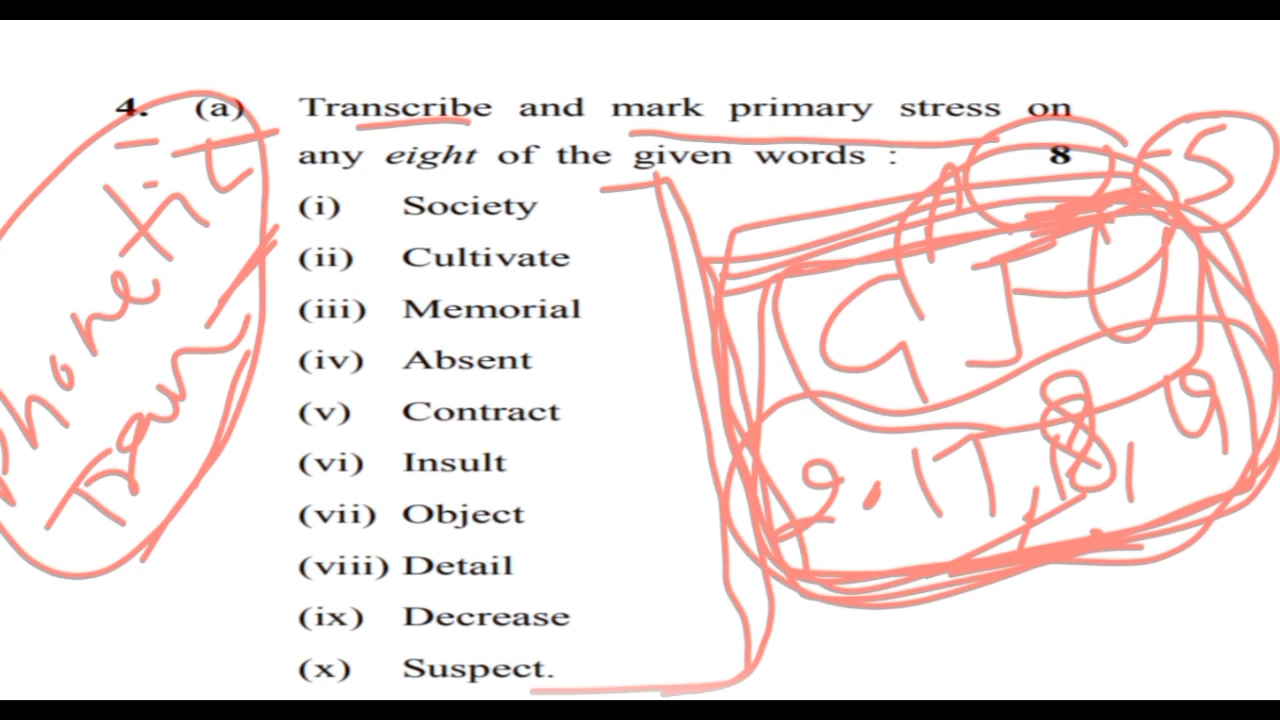 4. (a) Transcribe and mark primary stress on
any eight of the given words : 8
(i) Society
(ii) Cultivate
(iii) Memorial
(iv) Absent
(v) Contract
(vi) Insult
(vii) Object
(viii) Detail
(ix) Decrease
(x) Suspect.
Phonetic
Tran
5